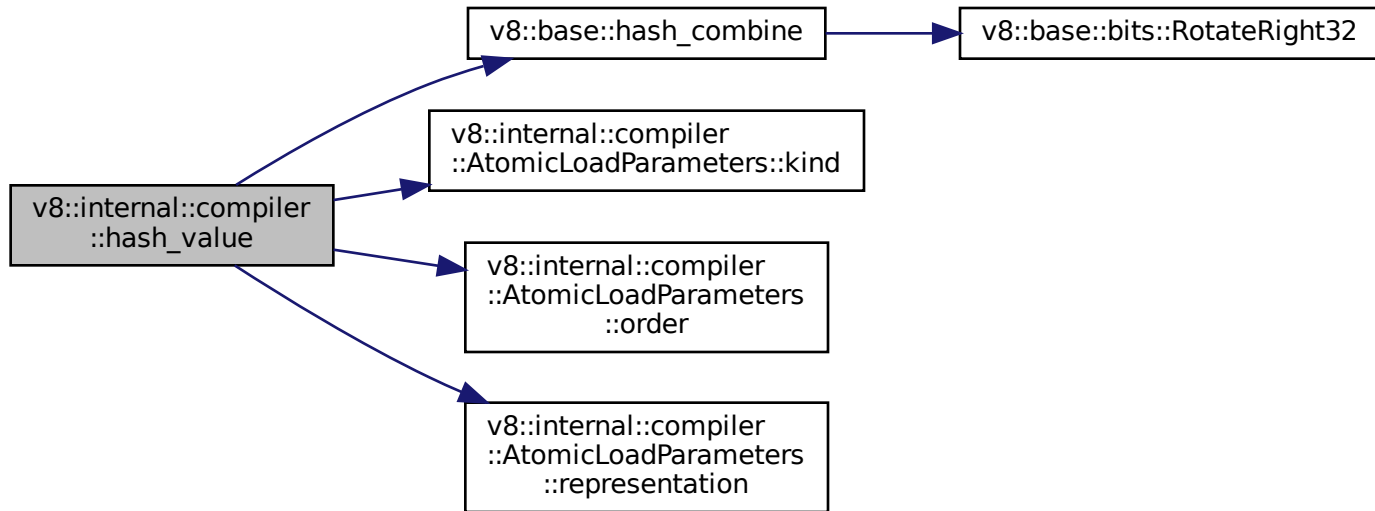 v8::internal::compiler
::hash_value
v8::base::hash_combine
v8::base::bits::RotateRight32
v8::internal::compiler
::AtomicLoadParameters::kind
v8::internal::compiler
::AtomicLoadParameters
::order
v8::internal::compiler
::AtomicLoadParameters
::representation